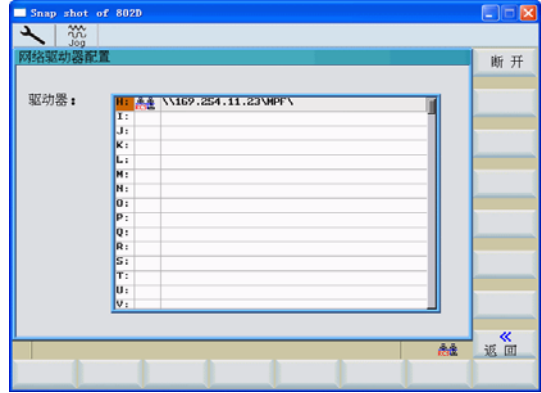 Snap shot of 802D
Jog
网络驱动器配置
断开
驱动器：
H: \\169.254.11.23\MPF\
I:
J:
K:
L:
M:
N:
O:
P:
Q:
R:
S:
T:
U:
V:
返回